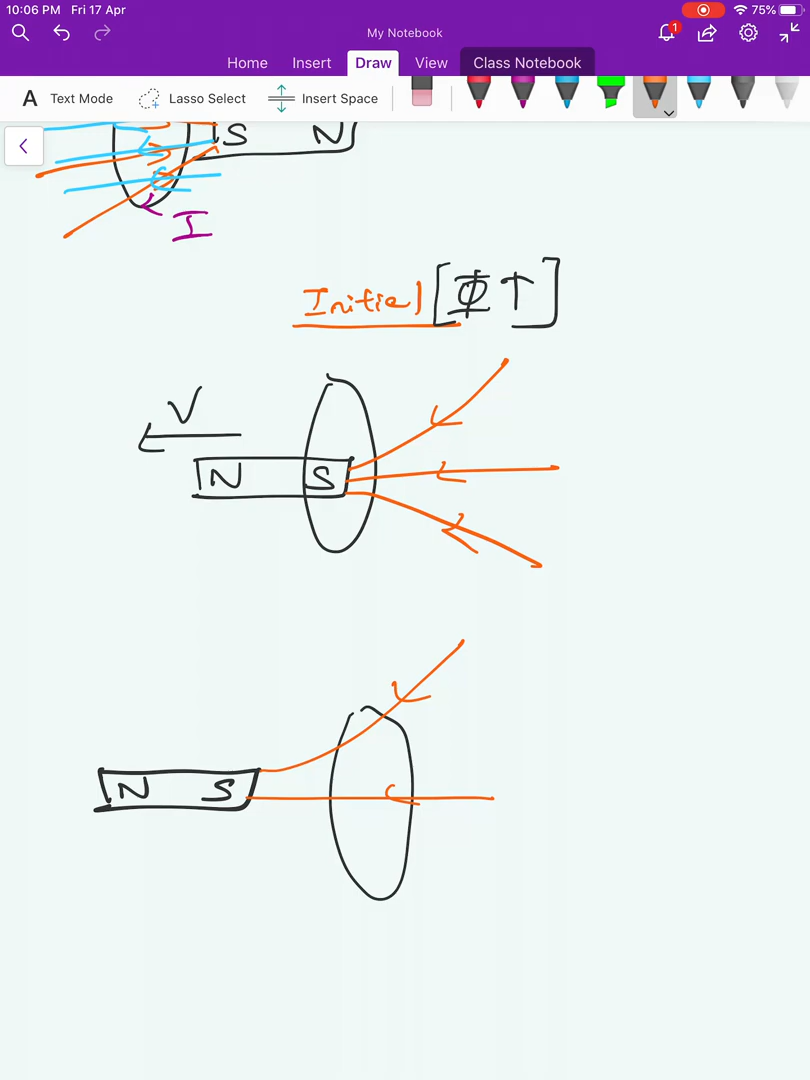 10:06 PM Fri 17 Apr 75%
1
My Notebook
Home Insert Draw View Class Notebook
A Text Mode Lasso Select Insert Space
S N
I
Initial [Φ↑]
V
N S
N S